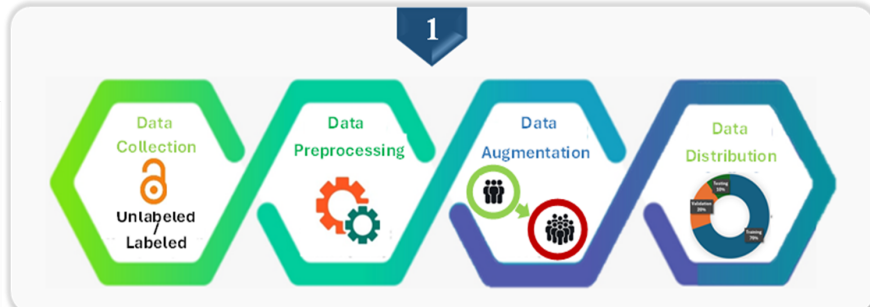 1
Data
Collection
Unlabeled
/
Labeled
Data
Preprocessing
Data
Augmentation
Data
Distribution
Testing
10%
Validation
20%
Training
70%